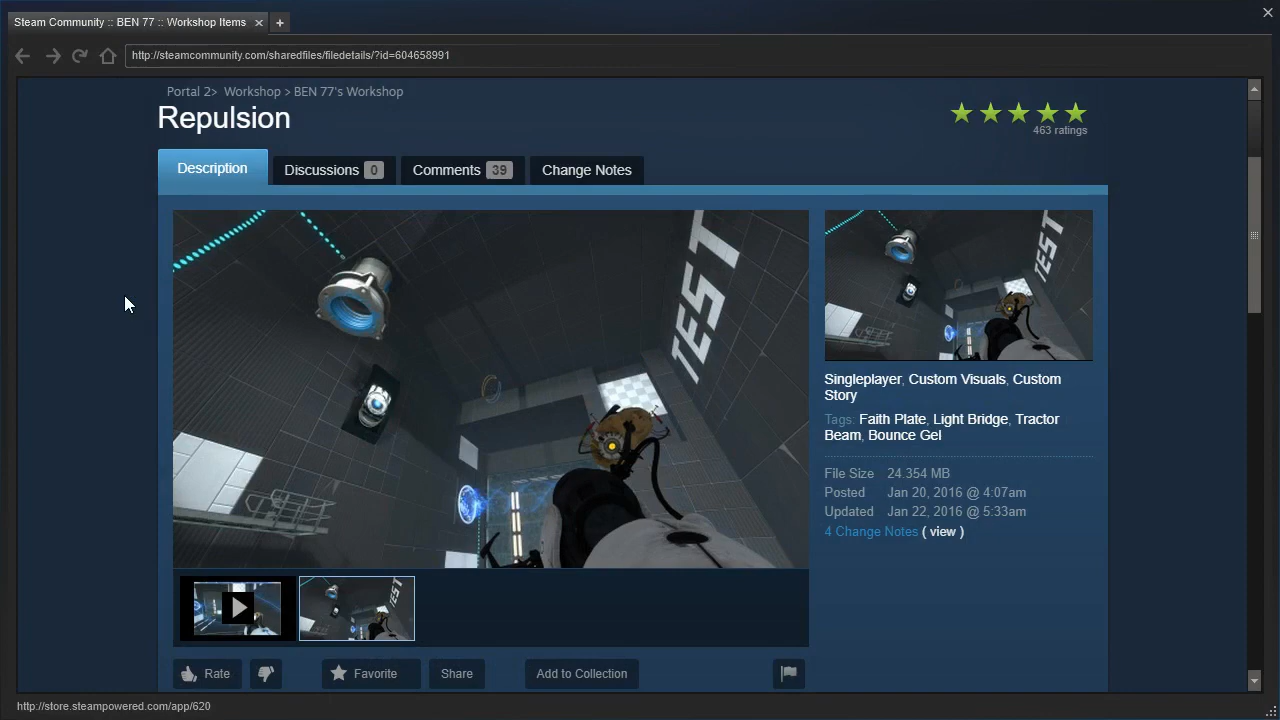 Steam Community :: BEN 77 :: Workshop Items
http://steamcommunity.com/sharedfiles/filedetails/?id=604658991
Portal 2> Workshop > BEN 77's Workshop
Repulsion
463 ratings
Description
Discussions 0
Comments 39
Change Notes
TEST
TEST
Singleplayer, Custom Visuals, Custom
Story
Tags: Faith Plate, Light Bridge, Tractor
Beam, Bounce Gel
File Size 24.354 MB
Posted Jan 20, 2016 @ 4:07am
Updated Jan 22, 2016 @ 5:33am
4 Change Notes ( view )
TEST
Rate
Favorite
Share
Add to Collection
http://store.steampowered.com/app/620